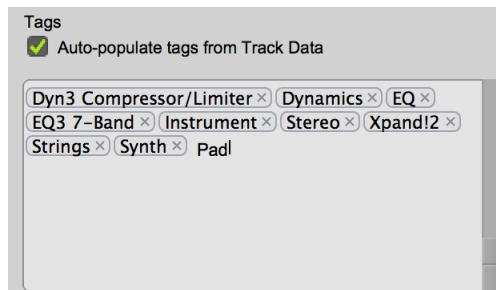 Tags
Auto-populate tags from Track Data
Dyn3 Compressor/Limiter × Dynamics × EQ ×
EQ3 7-Band × Instrument × Stereo × Xpand!2 ×
Strings × Synth × Pad